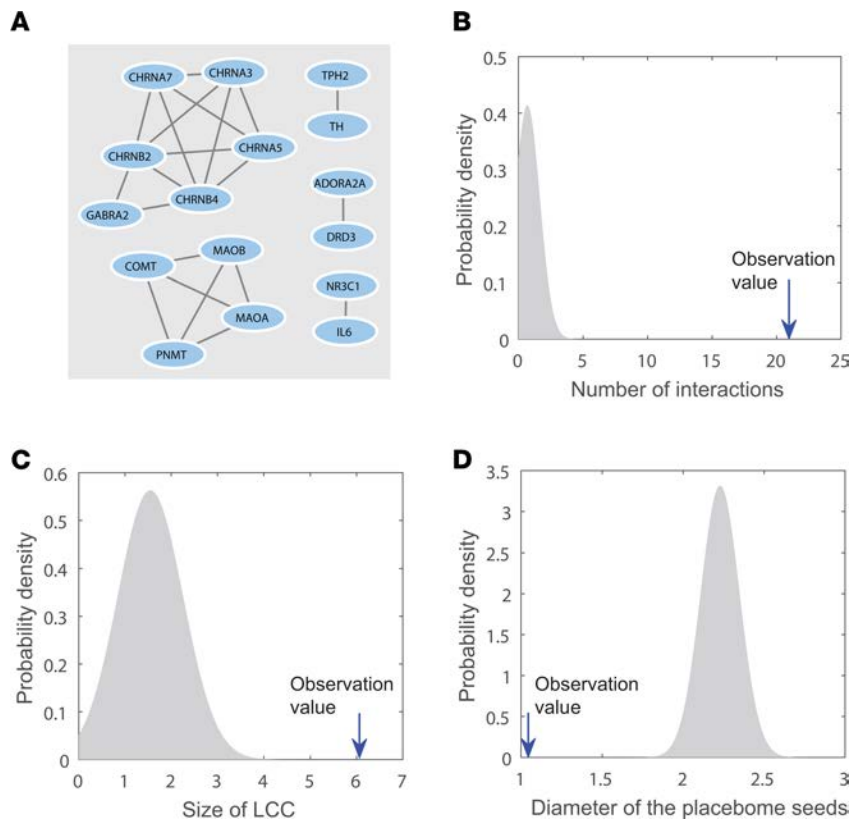 A
CHRNA7
CHRNA3
CHRNB2
CHRNA5
CHRNB4
GABRA2
COMT
MAOB
MAOA
PNMT
TPH2
TH
ADORA2A
DRD3
NR3C1
IL6
B
0.5
0.4
0.3
0.2
0.1
0
Probability density
Observation
value
0 5 10 15 20 25
Number of interactions
C
0.6
0.5
0.4
0.3
0.2
0.1
0
Probability density
Observation
value
0 1 2 3 4 5 6 7
Size of LCC
D
3.5
3
2.5
2
1.5
1
0.5
0
Probability density
Observation
value
1 1.5 2 2.5 3
Diameter of the placebome seeds